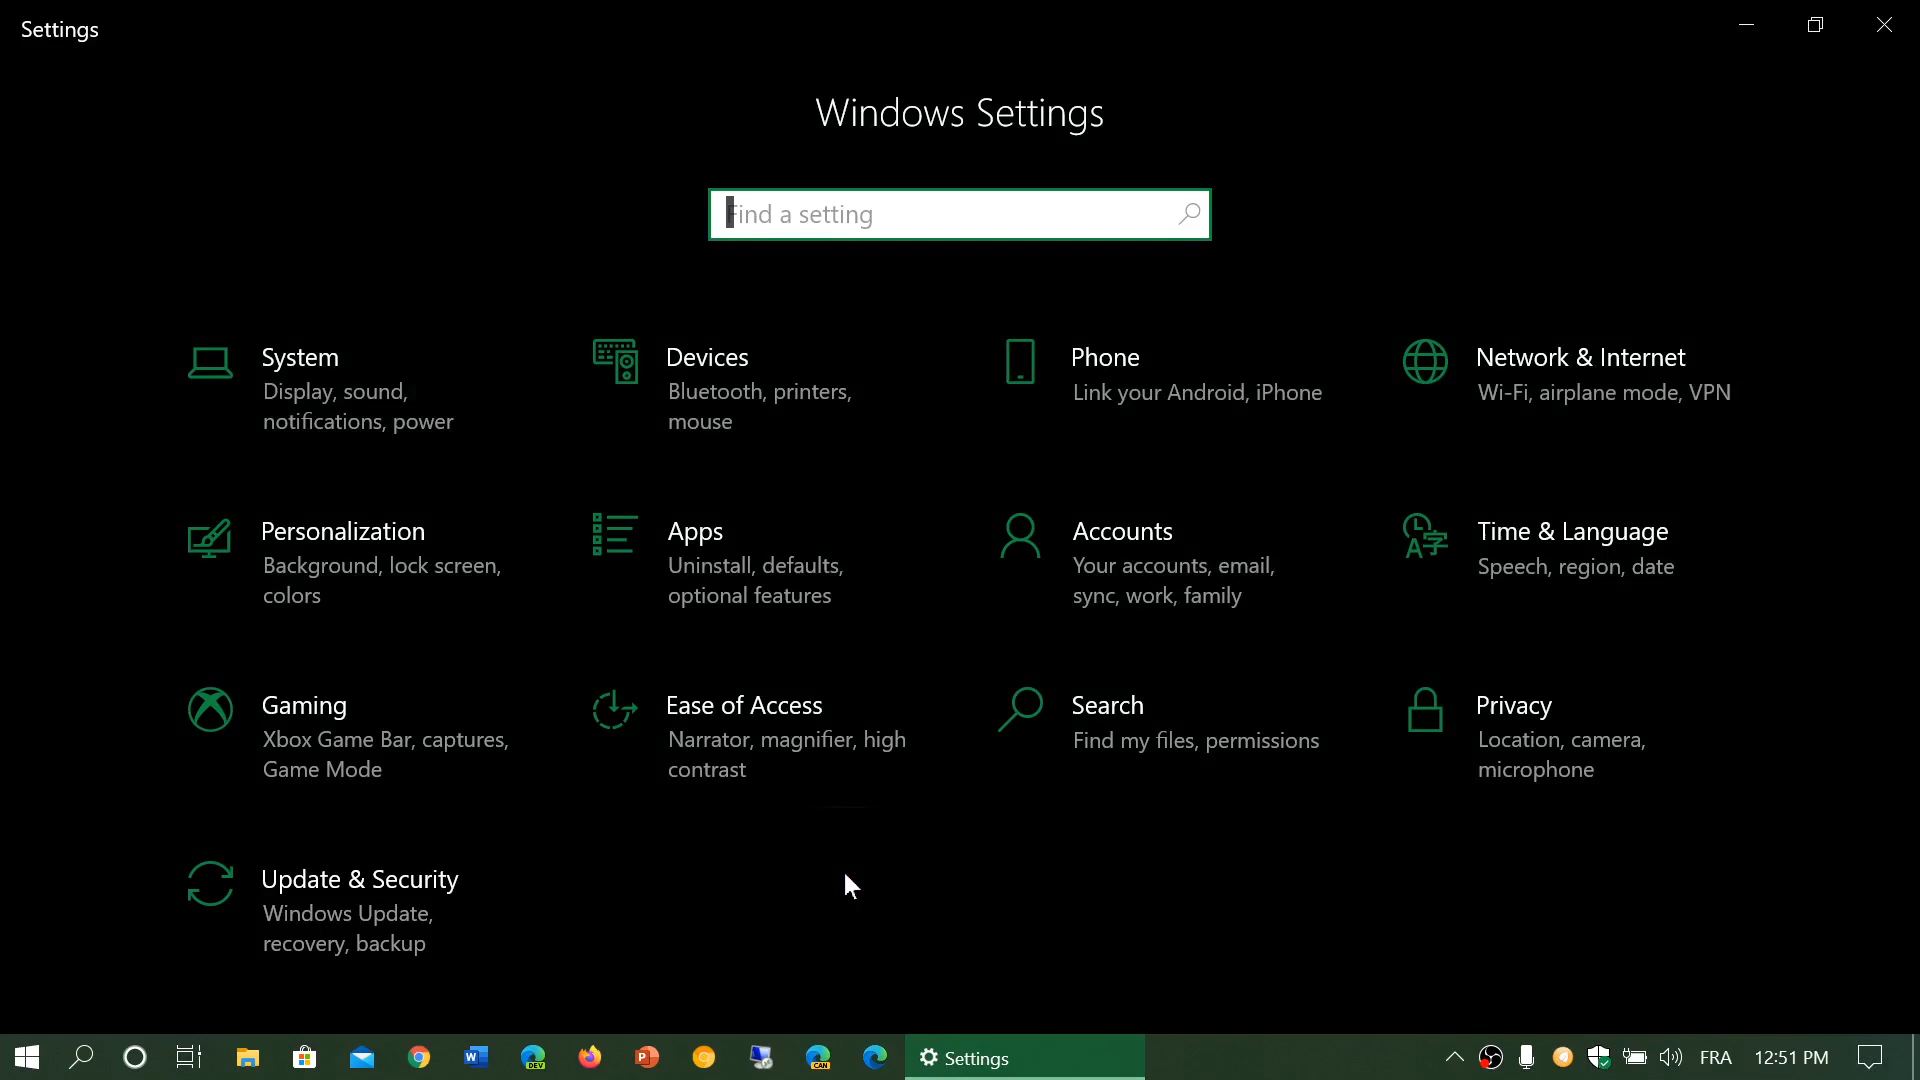 Settings
Windows Settings
Find a setting
System
Display, sound,
notifications, power
Devices
Bluetooth, printers,
mouse
Phone
Link your Android, iPhone
Network & Internet
Wi-Fi, airplane mode, VPN
Personalization
Background, lock screen,
colors
Apps
Uninstall, defaults,
optional features
Accounts
Your accounts, email,
sync, work, family
Time & Language
Speech, region, date
Gaming
Xbox Game Bar, captures,
Game Mode
Ease of Access
Narrator, magnifier, high
contrast
Search
Find my files, permissions
Privacy
Location, camera,
microphone
Update & Security
Windows Update,
recovery, backup
DEV
CAN
Settings
FRA
12:51 PM